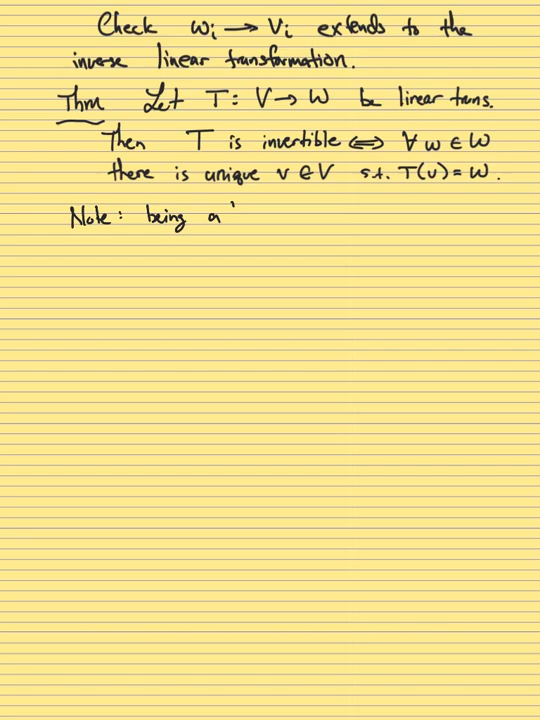 Check wi → vi extends to the
inverse linear transformation.
Thm Let T: V → W be linear trans.
Then T is invertible ⟺ ∀ w ∈ W
there is unique v ∈ V s.t. T(v) = w.
Note: being a '